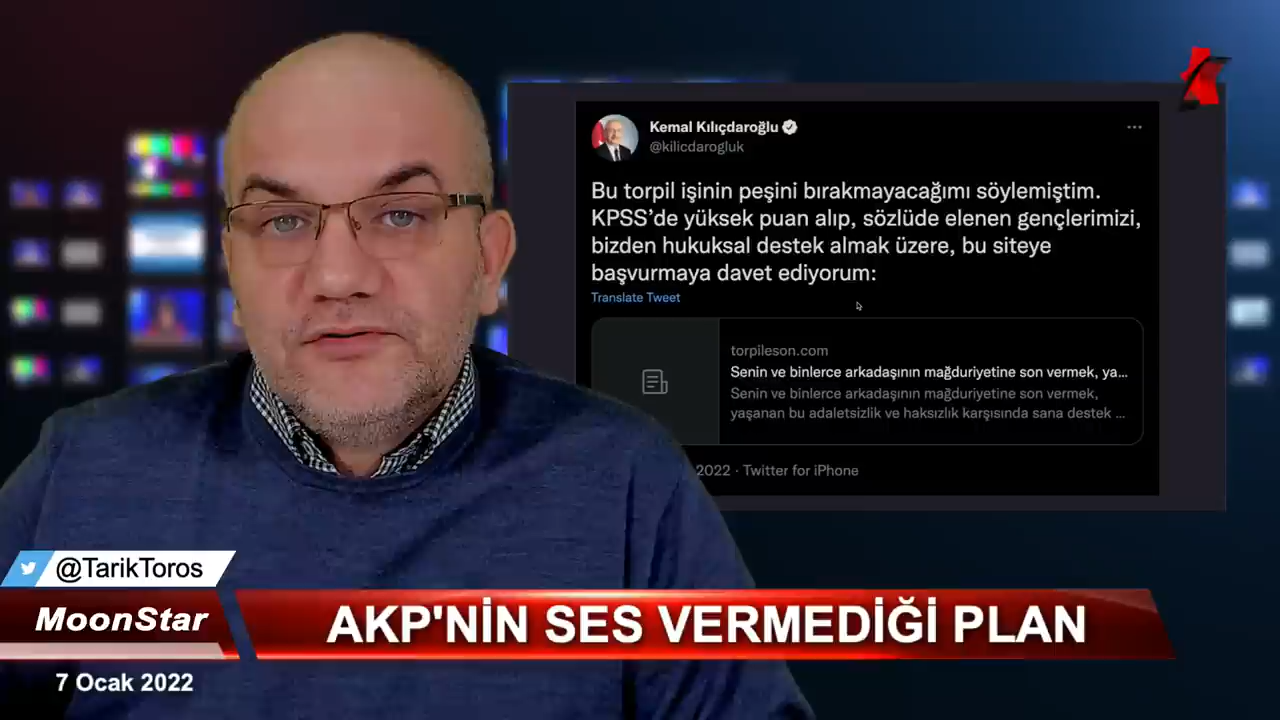 Kemal Kılıçdaroğlu
@kilicdarogluk
Bu torpil işinin peşini bırakmayacağımı söylemiştim.
KPSS’de yüksek puan alıp, sözlüde elenen gençlerimizi,
bizden hukuksal destek almak üzere, bu siteye
başvurmaya davet ediyorum:
Translate Tweet
torpileson.com
Senin ve binlerce arkadaşının mağduriyetine son vermek, ya...
Senin ve binlerce arkadaşının mağduriyetine son vermek,
yaşanan bu adaletsizlik ve haksızlık karşısında sana destek ...
2022 · Twitter for iPhone
@TarikToros
MoonStar
AKP'NİN SES VERMEDİĞİ PLAN
7 Ocak 2022